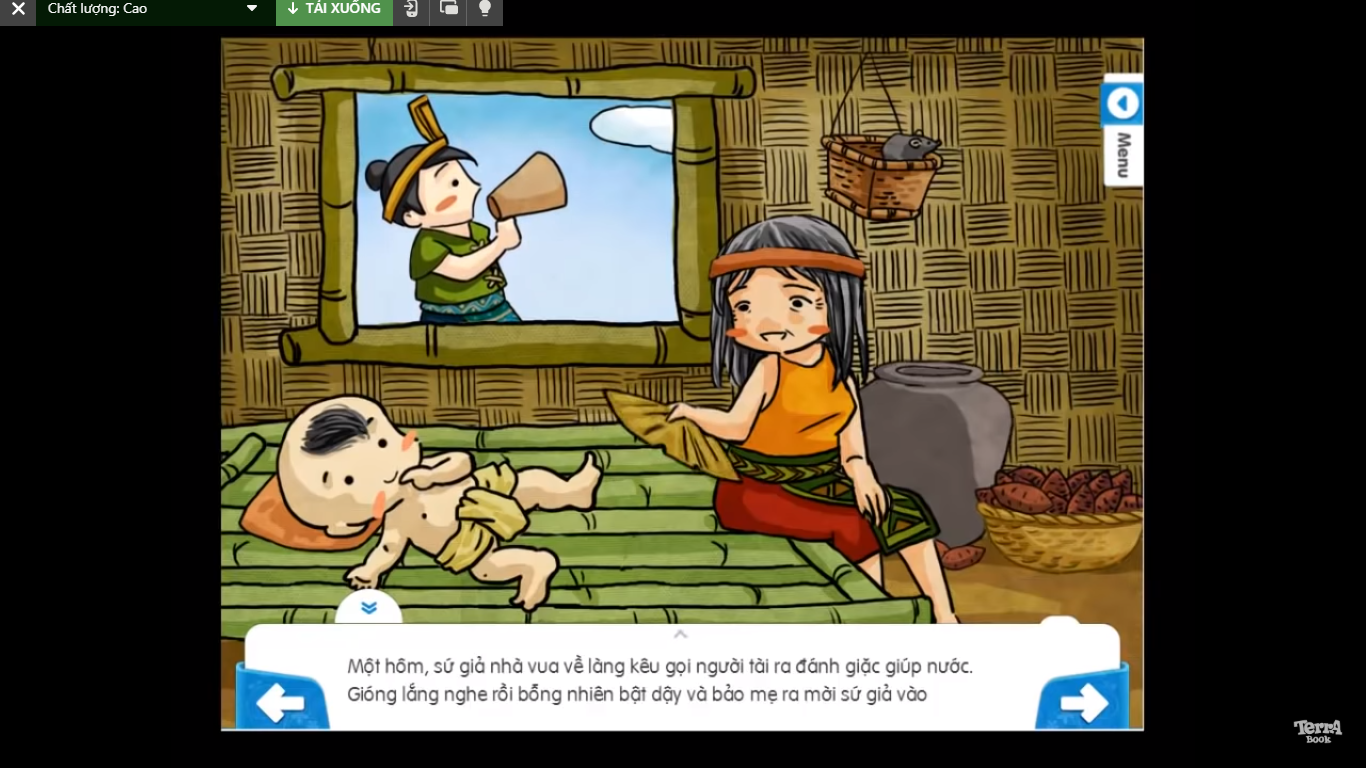 Chất lượng: Cao
TẢI XUỐNG
Menu
Một hôm, sứ giả nhà vua về làng kêu gọi người tài ra đánh giặc giúp nước.
Gióng lắng nghe rồi bỗng nhiên bật dậy và bảo mẹ ra mời sứ giả vào
TerrA
Book